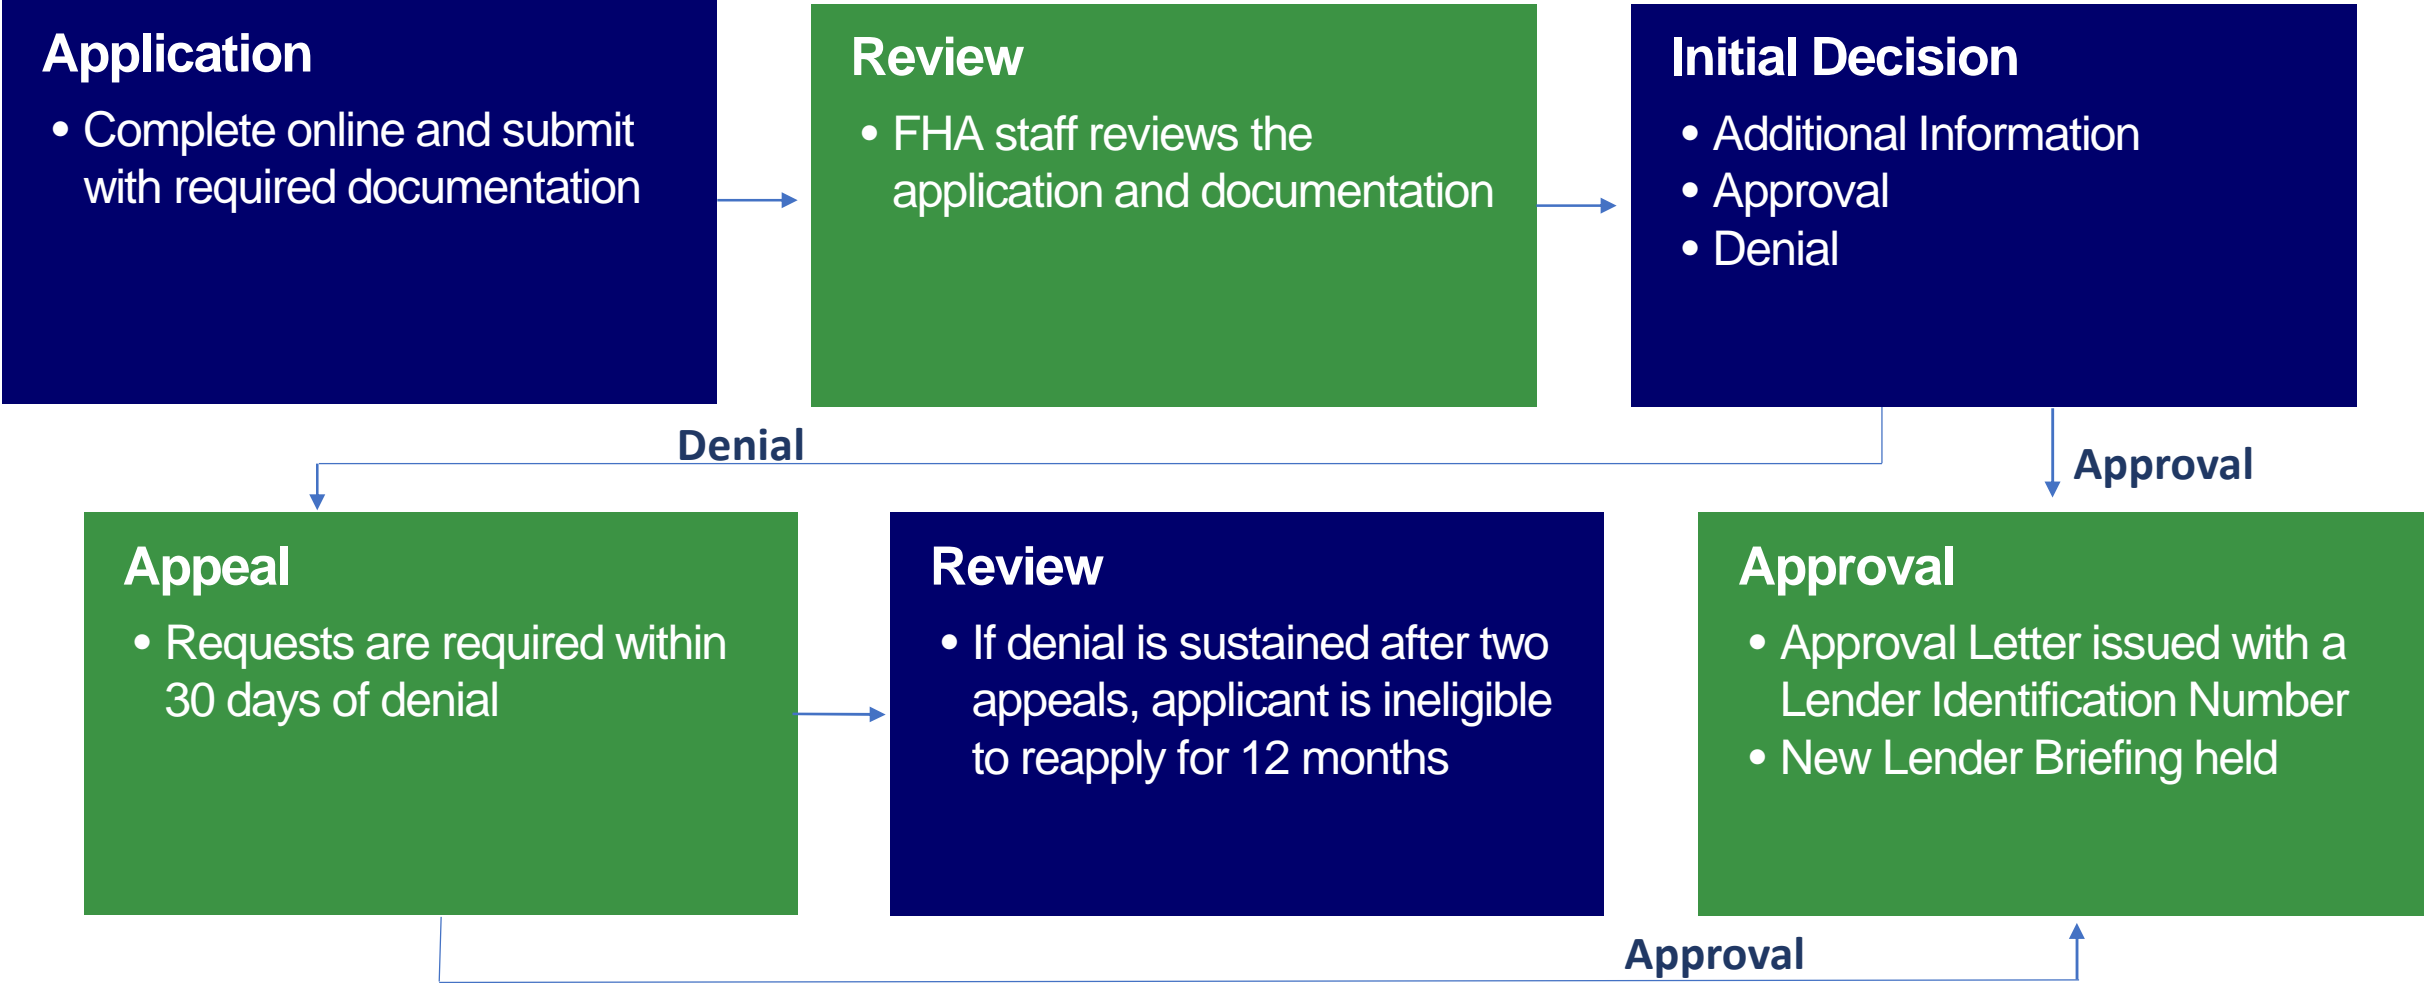 Application
• Complete online and submit
with required documentation
Review
• FHA staff reviews the
application and documentation
Initial Decision
• Additional Information
• Approval
• Denial
Denial
Approval
Appeal
• Requests are required within
30 days of denial
Review
• If denial is sustained after two
appeals, applicant is ineligible
to reapply for 12 months
Approval
• Approval Letter issued with a
Lender Identification Number
• New Lender Briefing held
Approval